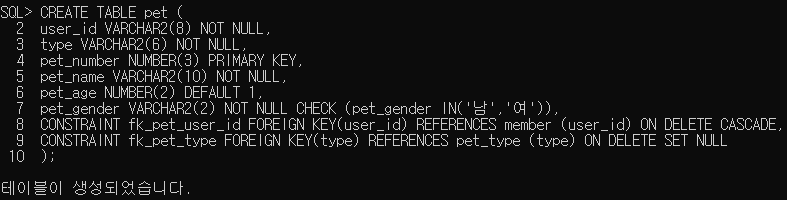 SQL> CREATE TABLE pet (
2 user_id VARCHAR2(8) NOT NULL,
3 type VARCHAR2(6) NOT NULL,
4 pet_number NUMBER(3) PRIMARY KEY,
5 pet_name VARCHAR2(10) NOT NULL,
6 pet_age NUMBER(2) DEFAULT 1,
7 pet_gender VARCHAR2(2) NOT NULL CHECK (pet_gender IN('남','여')),
8 CONSTRAINT fk_pet_user_id FOREIGN KEY(user_id) REFERENCES member (user_id) ON DELETE CASCADE,
9 CONSTRAINT fk_pet_type FOREIGN KEY(type) REFERENCES pet_type (type) ON DELETE SET NULL
10 );
테이블이 생성되었습니다.